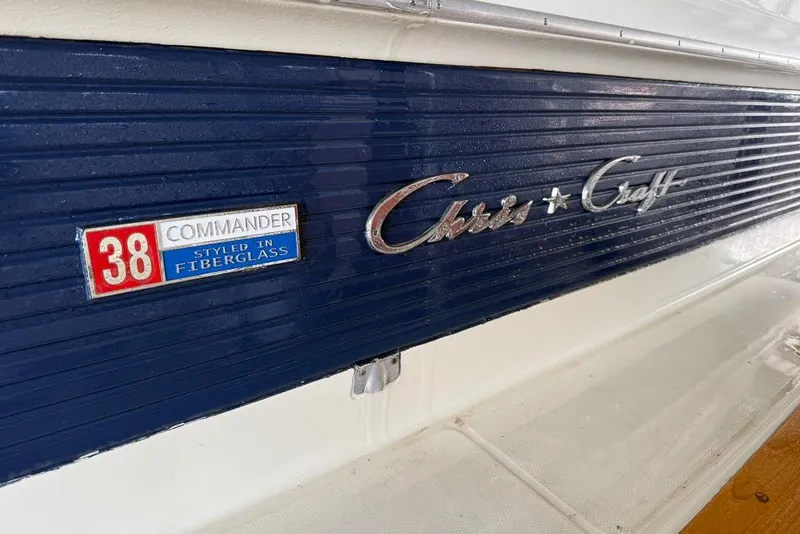 38
COMMANDER
STYLED IN
FIBERGLASS
Chris ★ Craft